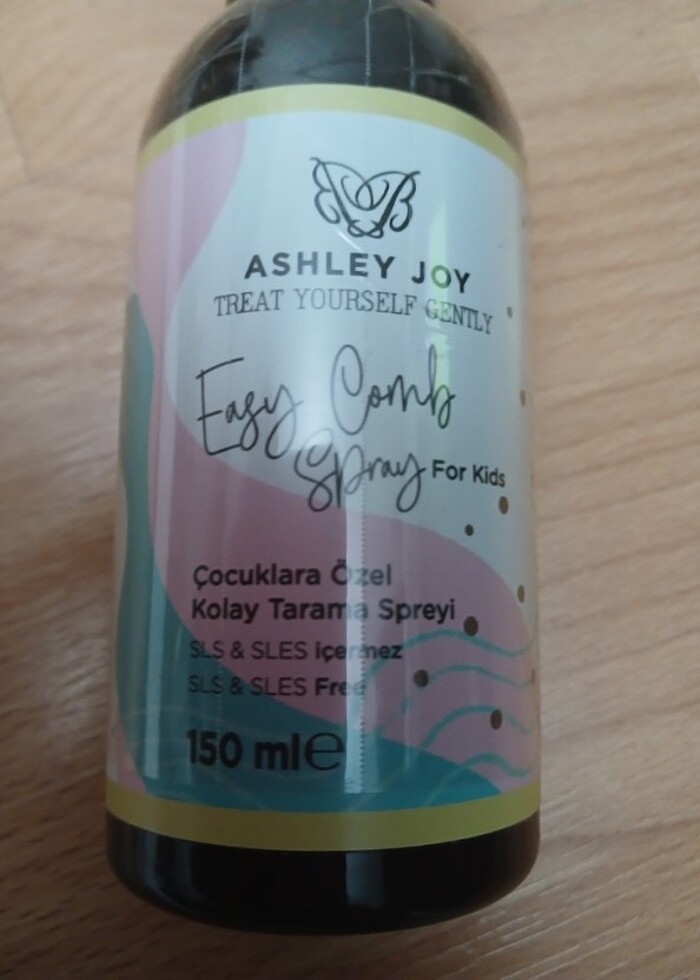 ASHLEY JOY
TREAT YOURSELF GENTLY
Easy Comb
Spray For Kids
Çocuklara Özel
Kolay Tarama Spreyi
SLS & SLES içermez
SLS & SLES Free
150 ml ℮